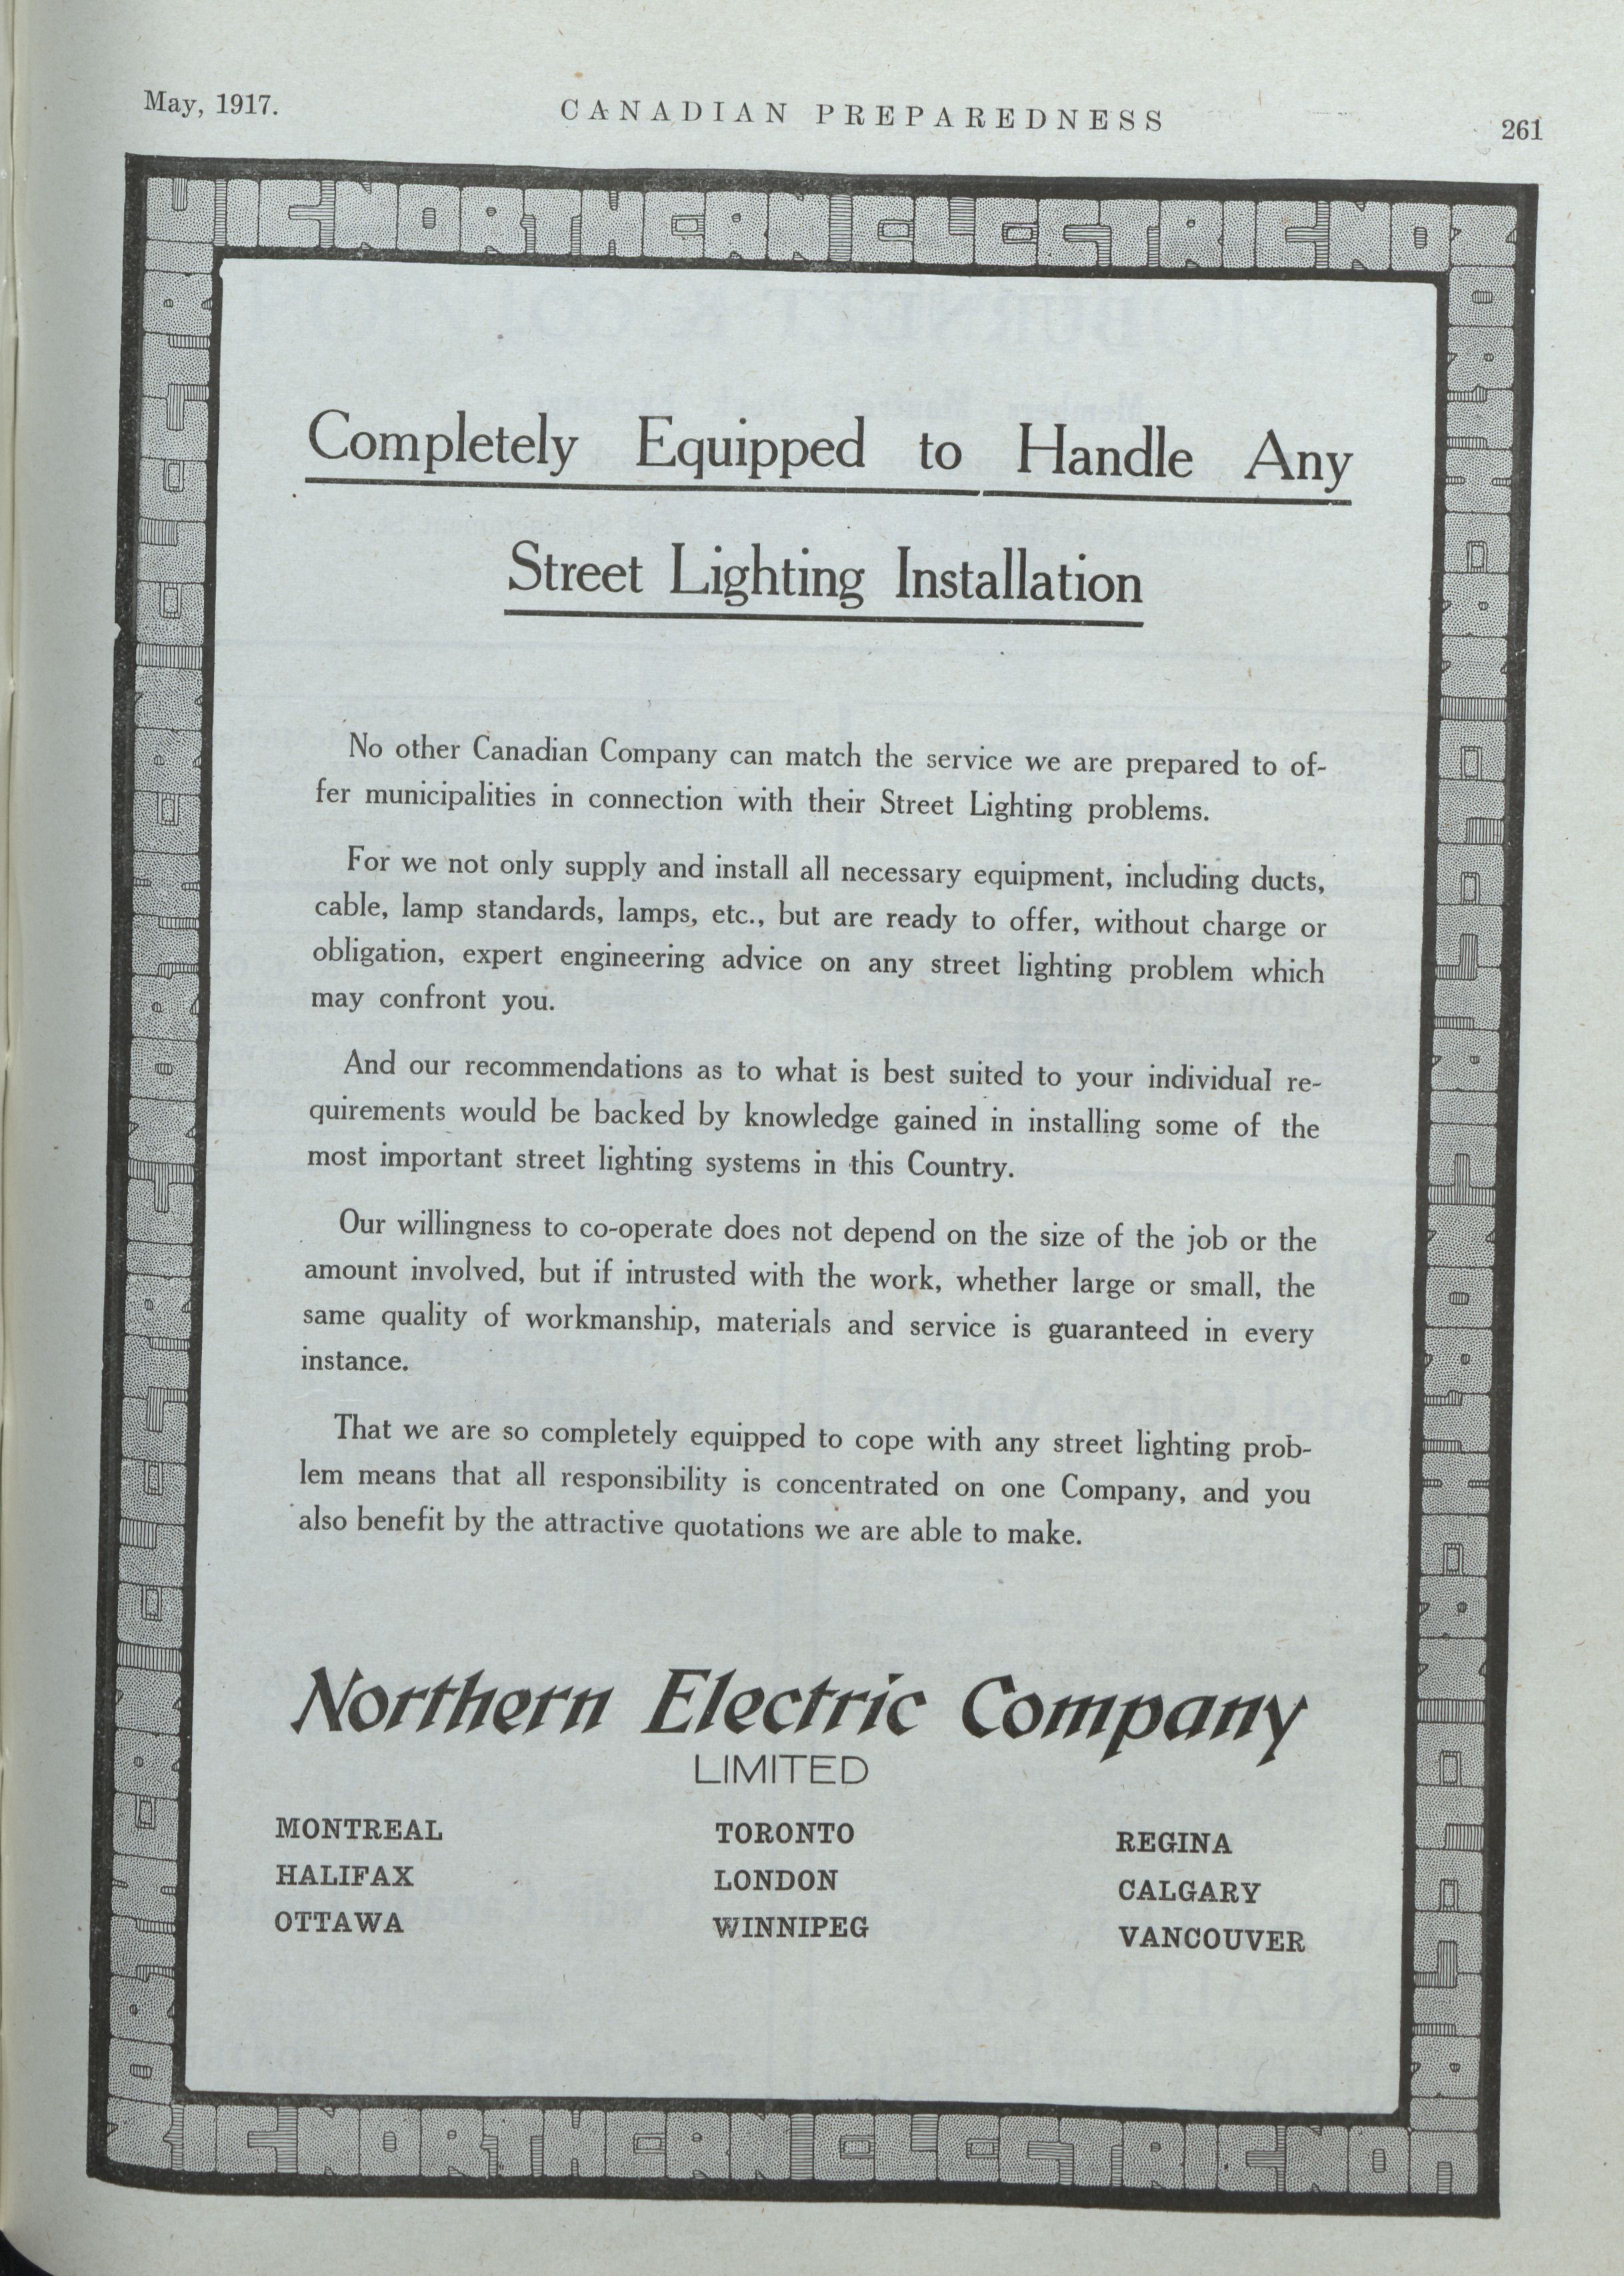 May, 1917.
CANADIAN PREPAREDNESS
261
Completely Equipped to Handle Any
Street Lighting Installation
No other Canadian Company can match the service we are prepared to of-
fer municipalities in connection with their Street Lighting problems.
For we not only supply and install all necessary equipment, including ducts,
cable, lamp standards, lamps, etc., but are ready to offer, without charge or
obligation, expert engineering advice on any street lighting problem which
may confront you.
And our recommendations as to what is best suited to your individual re-
quirements would be backed by knowledge gained in installing some of the
most important street lighting systems in this Country.
Our willingness to co-operate does not depend on the size of the job or the
amount involved, but if intrusted with the work, whether large or small, the
same quality of workmanship, materials and service is guaranteed in every
instance.
That we are so completely equipped to cope with any street lighting prob-
lem means that all responsibility is concentrated on one Company, and you
also benefit by the attractive quotations we are able to make.
Northern Electric Company
LIMITED
MONTREAL
HALIFAX
OTTAWA
TORONTO
LONDON
WINNIPEG
REGINA
CALGARY
VANCOUVER